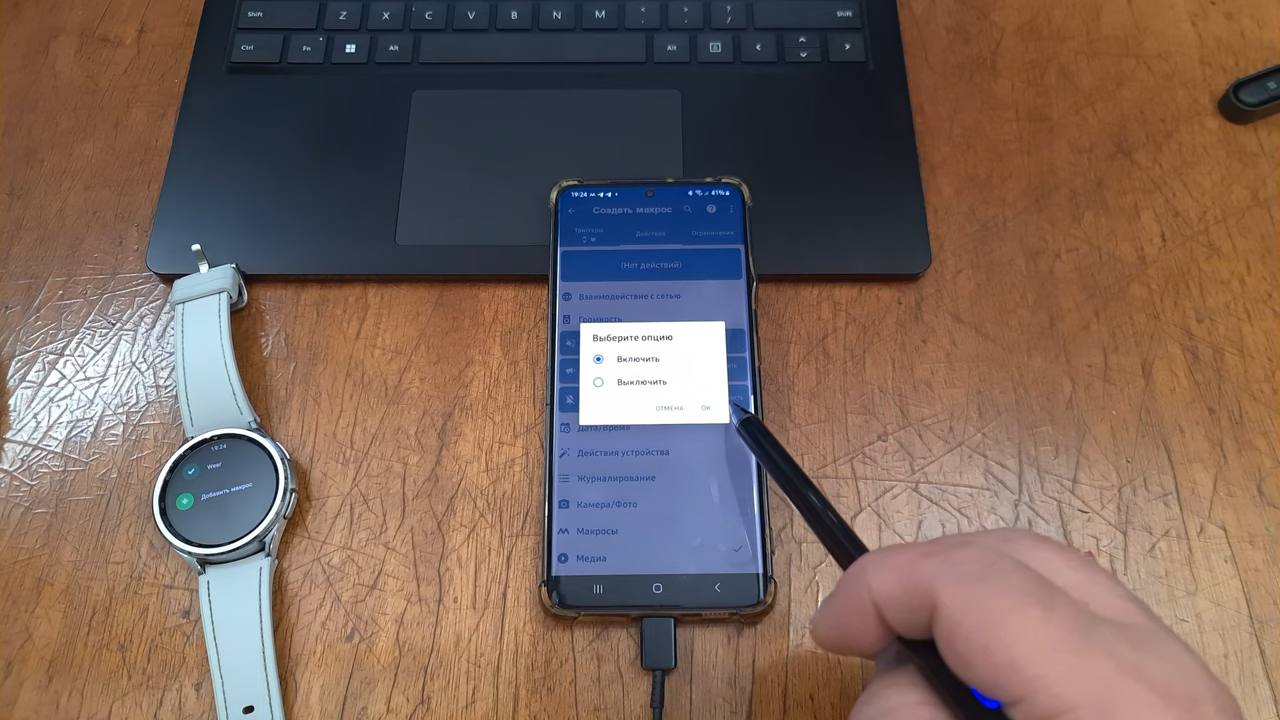 Shift Z X C V B N M < > ? / Shift
Ctrl Fn Alt Alt
19:24 41%
Создать макрос
Триггеры Действия Ограничения
(Нет действий)
Взаимодействие с сетью
Громкость
Выберите опцию
Включить
Выключить
ОТМЕНА ОК
Дата/Время
Действия устройства
Журналирование
Камера/Фото
Макросы
Медиа
19:24
Wear
Добавить макрос